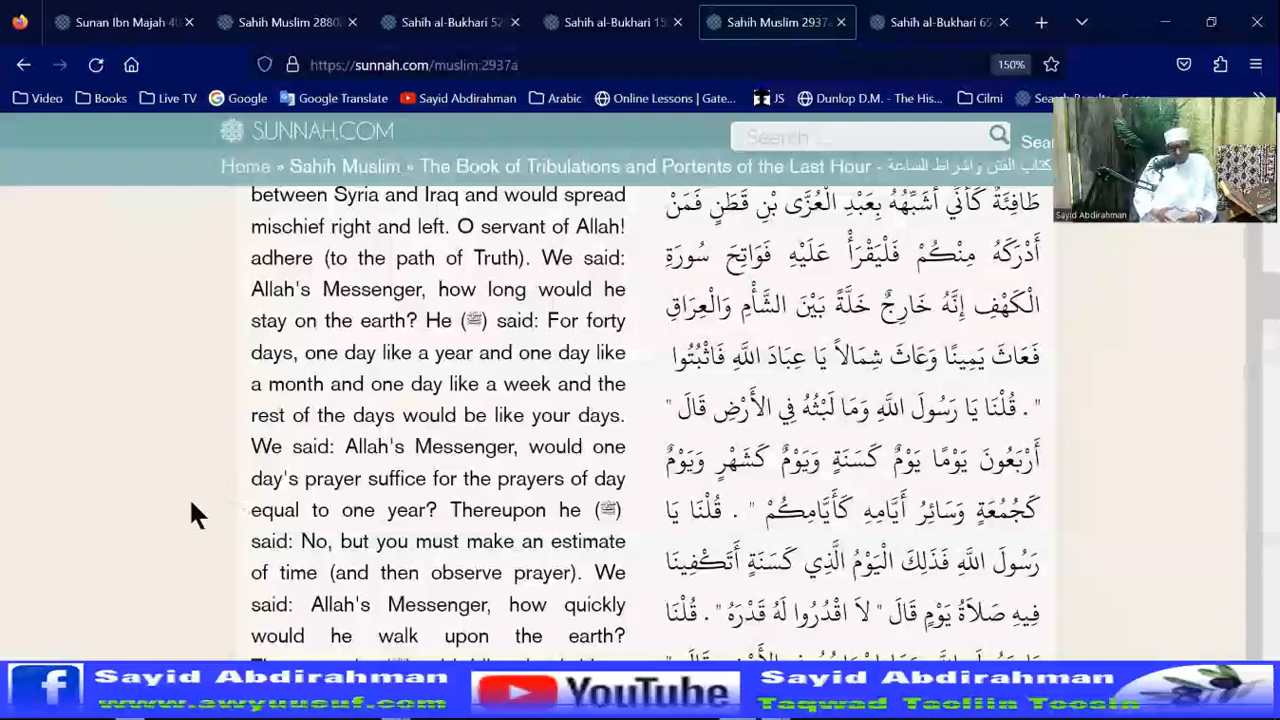 Sunan Ibn Majah 40
Sahih Muslim 2880
Sahih al-Bukhari 52
Sahih al-Bukhari 15
Sahih Muslim 2937a
Sahih al-Bukhari 65
https://sunnah.com/muslim:2937a
150%
Video
Books
Live TV
Google
Google Translate
Sayid Abdirahman
Arabic
Online Lessons | Gate...
JS
Dunlop D.M. - The His...
Cilmi
SUNNAH.COM
Search ...
Sear
Home » Sahih Muslim » The Book of Tribulations and Portents of the Last Hour - كتاب الفتن وأشراط الساعة
Sayid Abdirahman
between Syria and Iraq and would spread
mischief right and left. O servant of Allah!
adhere (to the path of Truth). We said:
Allah's Messenger, how long would he
stay on the earth? He (ﷺ) said: For forty
days, one day like a year and one day like
a month and one day like a week and the
rest of the days would be like your days.
We said: Allah's Messenger, would one
day's prayer suffice for the prayers of day
equal to one year? Thereupon he (ﷺ)
said: No, but you must make an estimate
of time (and then observe prayer). We
said: Allah's Messenger, how quickly
would he walk upon the earth?
طَافِئَةٌ كَأَنِّي أُشَبِّهُهُ بِعَبْدِ الْعُزَّى بْنِ قَطَنٍ فَمَنْ
أَدْرَكَهُ مِنْكُمْ فَلْيَقْرَأْ عَلَيْهِ فَوَاتِحَ سُورَةِ
الْكَهْفِ إِنَّهُ خَارِجٌ خَلَّةً بَيْنَ الشَّأْمِ وَالْعِرَاقِ
فَعَاثَ يَمِينًا وَعَاثَ شِمَالاً يَا عِبَادَ اللَّهِ فَاثْبُتُوا
" . قُلْنَا يَا رَسُولَ اللَّهِ وَمَا لَبْثُهُ فِي الأَرْضِ قَالَ "
أَرْبَعُونَ يَوْمًا يَوْمٌ كَسَنَةٍ وَيَوْمٌ كَشَهْرٍ وَيَوْمٌ
كَجُمُعَةٍ وَسَائِرُ أَيَّامِهِ كَأَيَّامِكُمْ " . قُلْنَا يَا
رَسُولَ اللَّهِ فَذَلِكَ الْيَوْمُ الَّذِي كَسَنَةٍ أَتَكْفِينَا
فِيهِ صَلاَةُ يَوْمٍ قَالَ " لاَ اقْدُرُوا لَهُ قَدْرَهُ " . قُلْنَا
Sayid Abdirahman
www.awyuusuf.com
YouTube
Sayid Abdirahman
Taqwad Taoliin Toosin